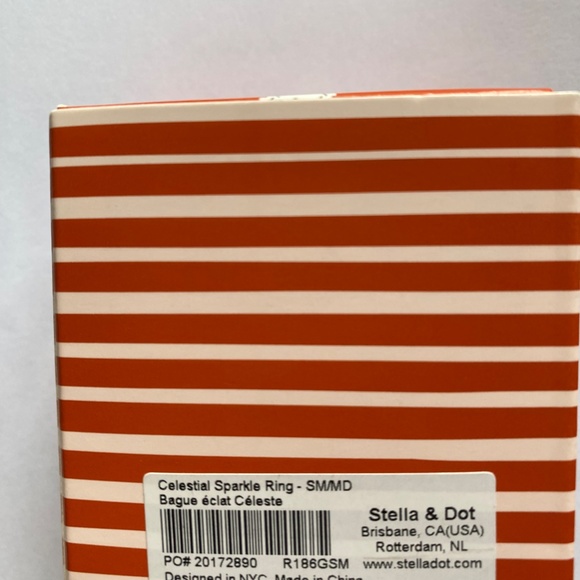 Celestial Sparkle Ring - SM/MD
Bague éclat Céleste
Stella & Dot
Brisbane, CA(USA)
Rotterdam, NL
PO# 20172890 R186GSM www.stelladot.com
Designed in NYC. Made in China